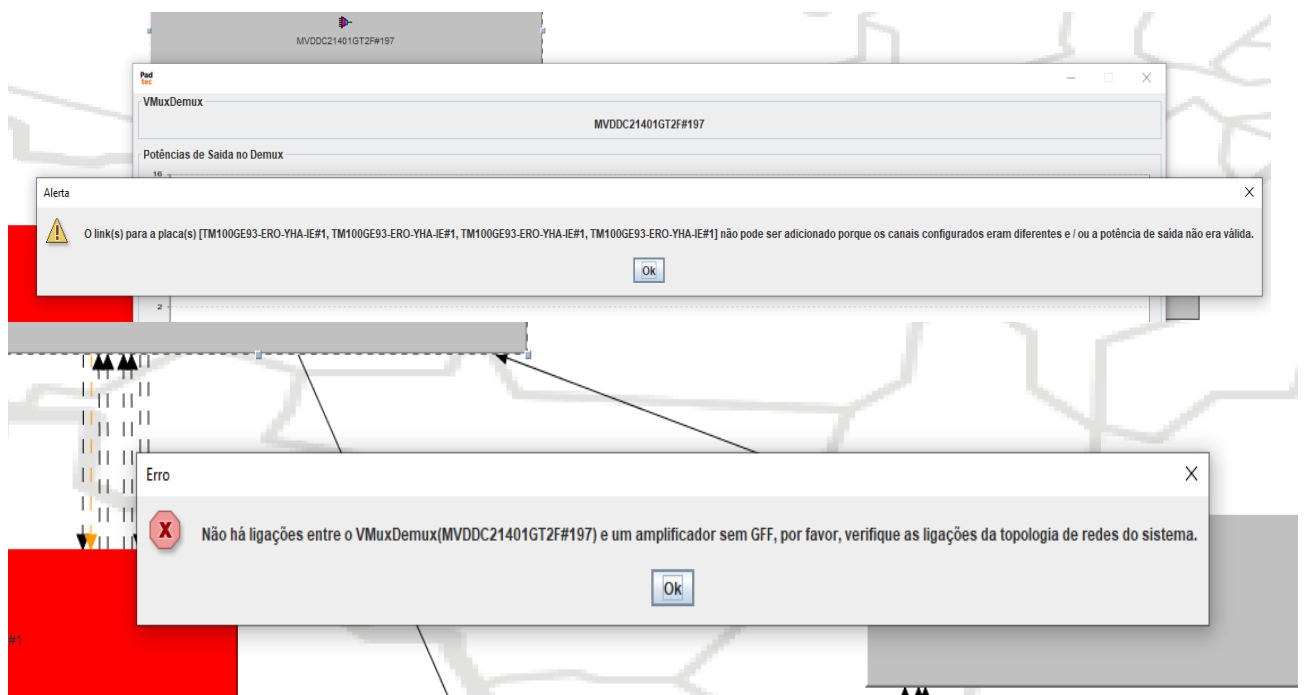 MVDDC21401GT2F#197
Pad
tec
VMuxDemux
MVDDC21401GT2F#197
Potências de Saida no Demux
16
Alerta
O link(s) para a placa(s) [TM100GE93-ERO-YHA-IE#1, TM100GE93-ERO-YHA-IE#1, TM100GE93-ERO-YHA-IE#1, TM100GE93-ERO-YHA-IE#1] não pode ser adicionado porque os canais configurados eram diferentes e / ou a potência de saída não era válida.
Ok
2
Erro
Não há ligações entre o VMuxDemux(MVDDC21401GT2F#197) e um amplificador sem GFF, por favor, verifique as ligações da topologia de redes do sistema.
Ok
#1